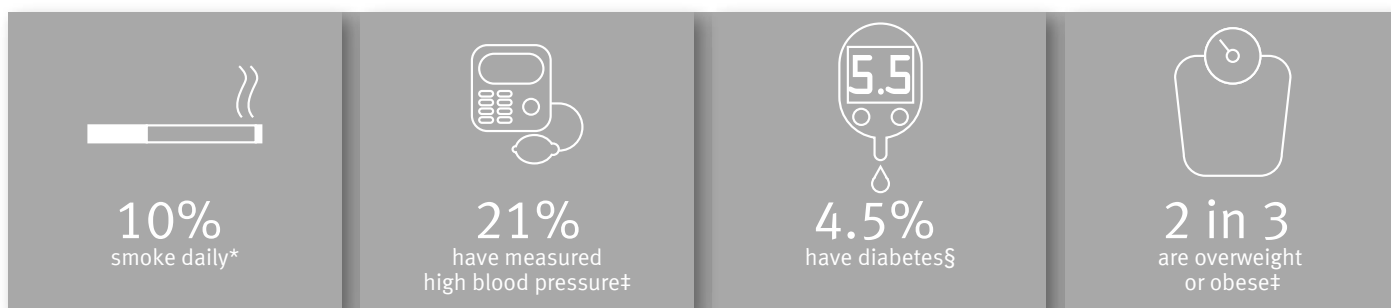 10%
smoke daily*
21%
have measured
high blood pressure‡
5.5
4.5%
have diabetes§
2 in 3
are overweight
or obese‡